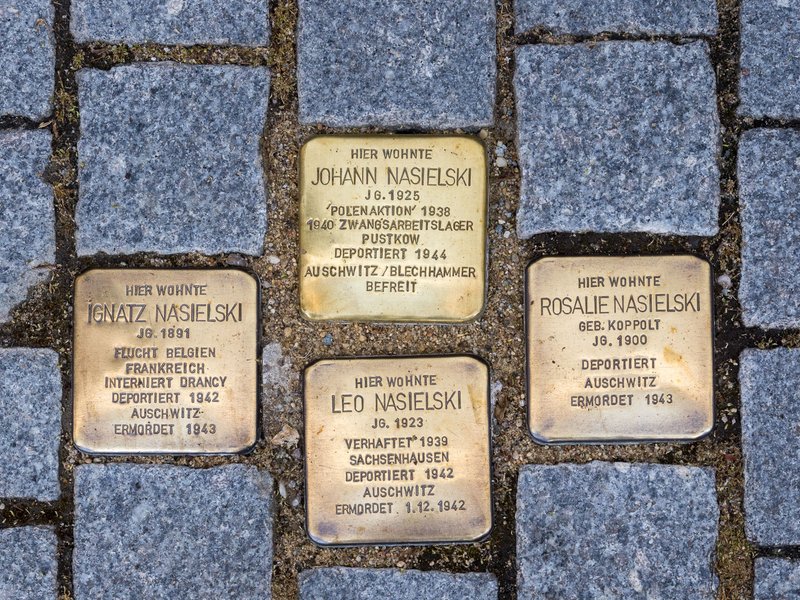 HIER WOHNTE
JOHANN NASIELSKI
JG. 1925
'POLENAKTION' 1938
1940 ZWANGSARBEITSLAGER
PUSTKOW
DEPORTIERT 1944
AUSCHWITZ/BLECHHAMMER
BEFREIT
HIER WOHNTE
IGNATZ NASIELSKI
JG. 1891
FLUCHT BELGIEN
FRANKREICH
INTERNIERT DRANCY
DEPORTIERT 1942
AUSCHWITZ
ERMORDET 1943
HIER WOHNTE
LEO NASIELSKI
JG. 1923
VERHAFTET 1939
SACHSENHAUSEN
DEPORTIERT 1942
AUSCHWITZ
ERMORDET 1.12.1942
HIER WOHNTE
ROSALIE NASIELSKI
GEB. KOPPOLT
JG. 1900
DEPORTIERT
AUSCHWITZ
ERMORDET 1943